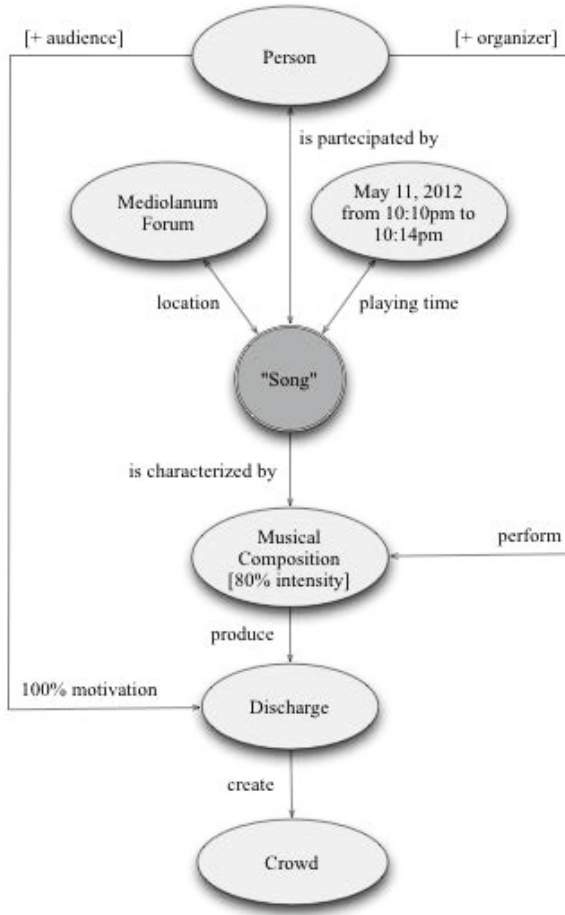 [+ audience]
[+ organizer]
Person
is partecipated by
Mediolanum
Forum
May 11, 2012
from 10:10pm to
10:14pm
location
playing time
"Song"
is characterized by
Musical
Composition
[80% intensity]
perform
produce
100% motivation
Discharge
create
Crowd